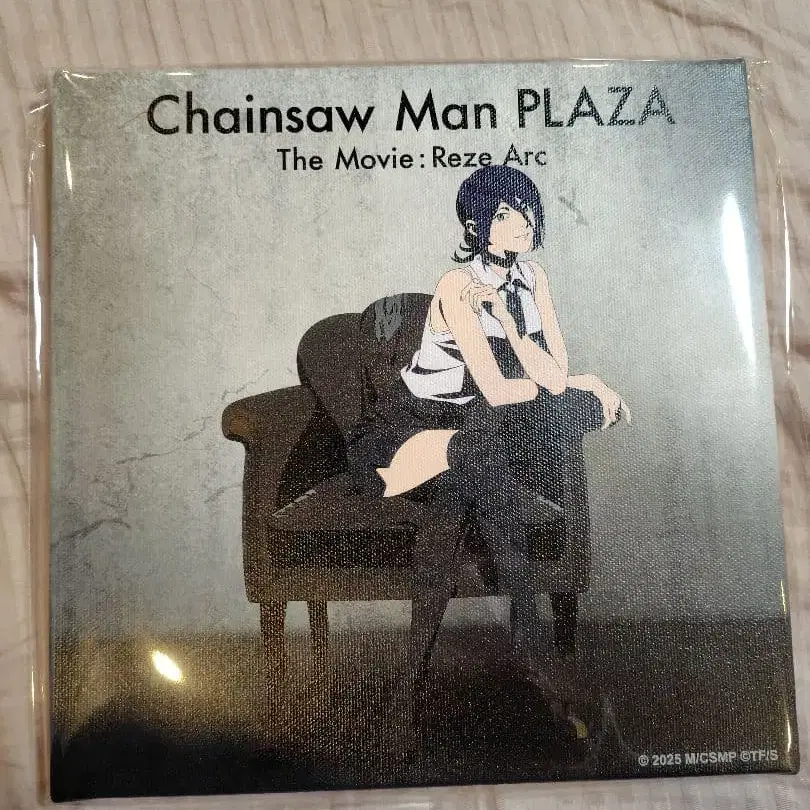 Chainsaw Man PLAZA
The Movie : Reze Arc
© 2025 M/CSMP ©TF/S